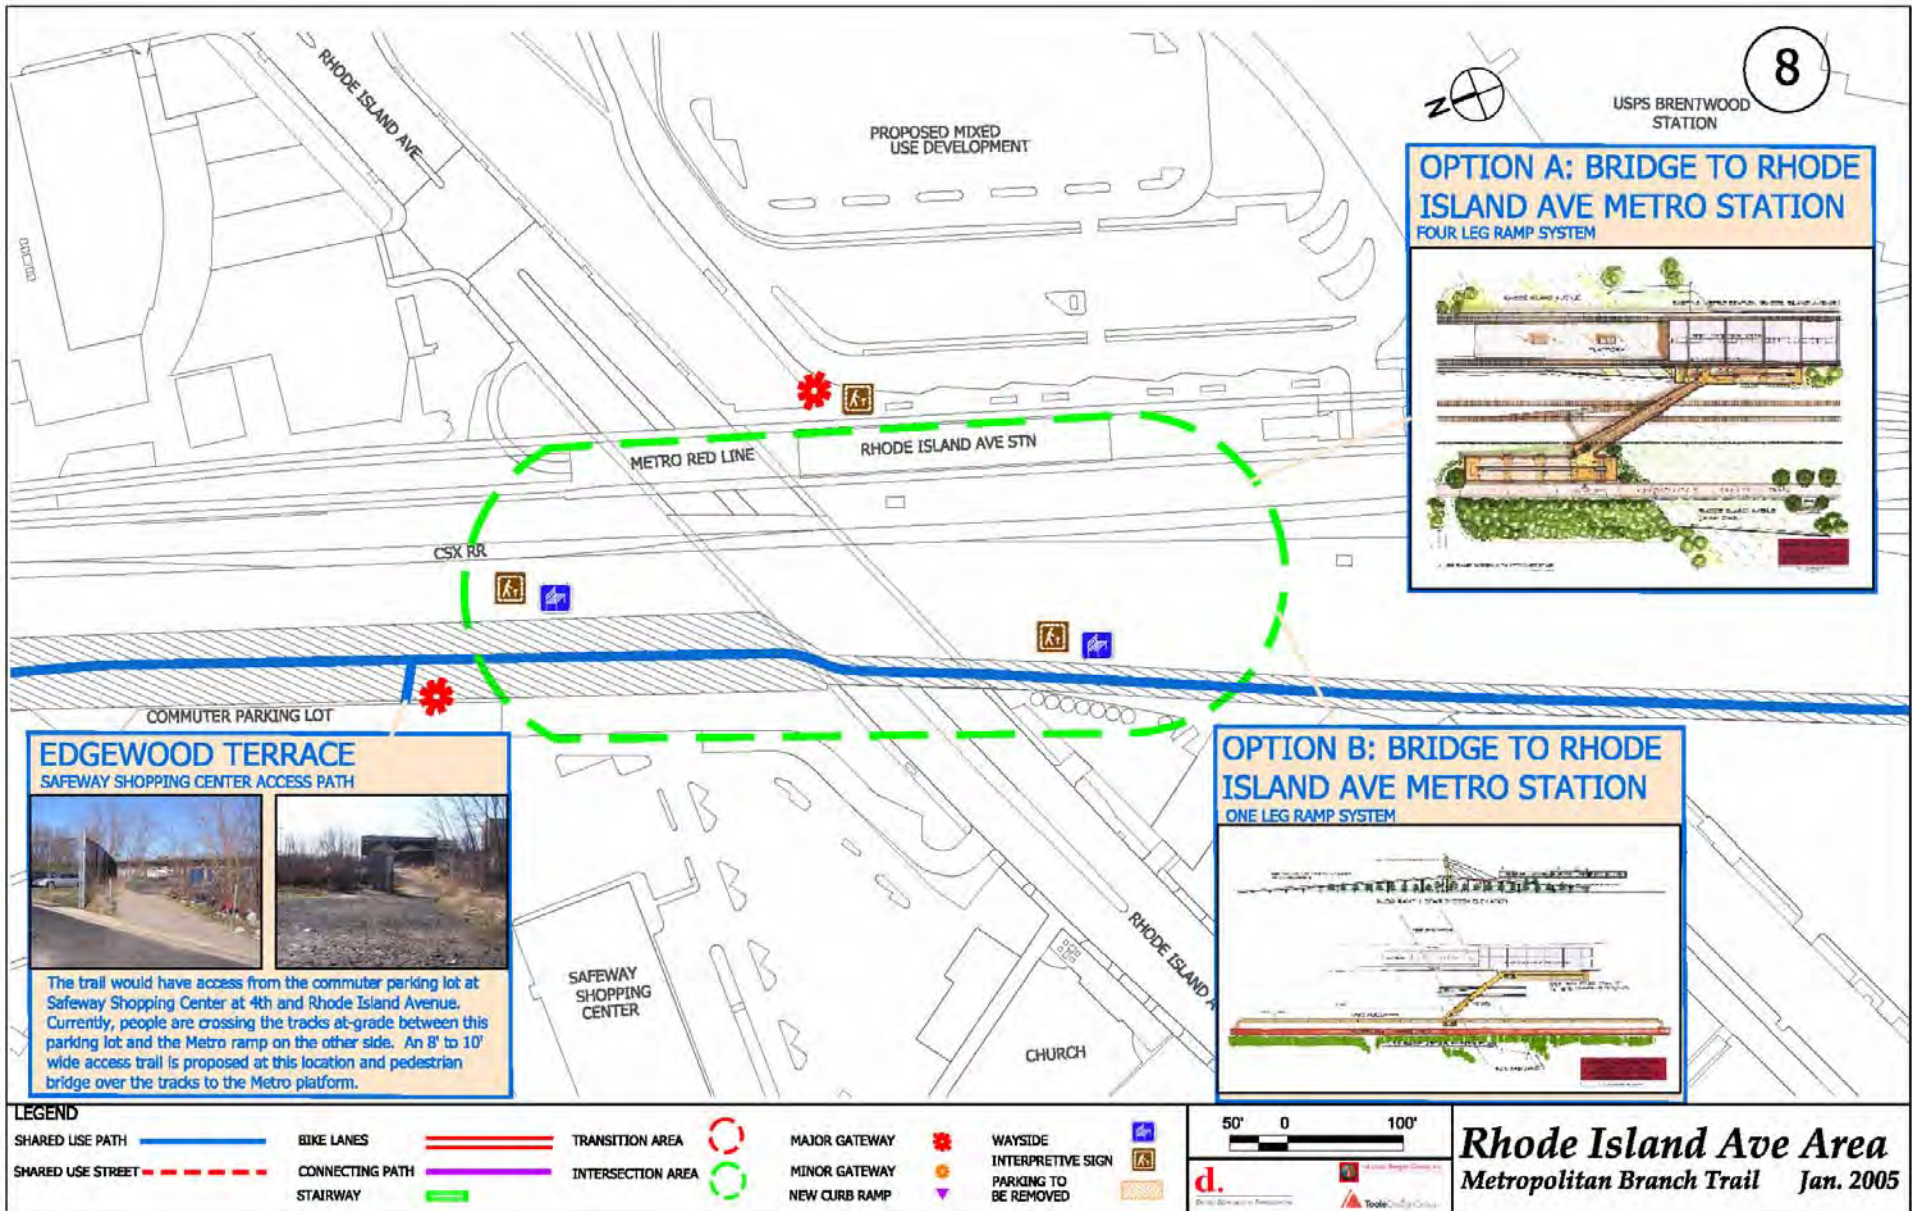 8
N
RHODE ISLAND AVE
PROPOSED MIXED
USE DEVELOPMENT
USPS BRENTWOOD
STATION
OPTION A: BRIDGE TO RHODE
ISLAND AVE METRO STATION
FOUR LEG RAMP SYSTEM
RHODE ISLAND AVENUE
PLATFORM
METRO RED LINE
RHODE ISLAND AVE STN
CSX RR
COMMUTER PARKING LOT
EDGEWOOD TERRACE
SAFEWAY SHOPPING CENTER ACCESS PATH
The trail would have access from the commuter parking lot at
Safeway Shopping Center at 4th and Rhode Island Avenue.
Currently, people are crossing the tracks at-grade between this
parking lot and the Metro ramp on the other side. An 8' to 10'
wide access trail is proposed at this location and pedestrian
bridge over the tracks to the Metro platform.
OPTION B: BRIDGE TO RHODE
ISLAND AVE METRO STATION
ONE LEG RAMP SYSTEM
SAFEWAY
SHOPPING
CENTER
RHODE ISLAND A
CHURCH
LEGEND
SHARED USE PATH
SHARED USE STREET
BIKE LANES
CONNECTING PATH
STAIRWAY
TRANSITION AREA
INTERSECTION AREA
MAJOR GATEWAY
MINOR GATEWAY
NEW CURB RAMP
WAYSIDE
INTERPRETIVE SIGN
PARKING TO
BE REMOVED
50' 0 100'
d.
Rhode Island Ave Area
Metropolitan Branch Trail Jan. 2005